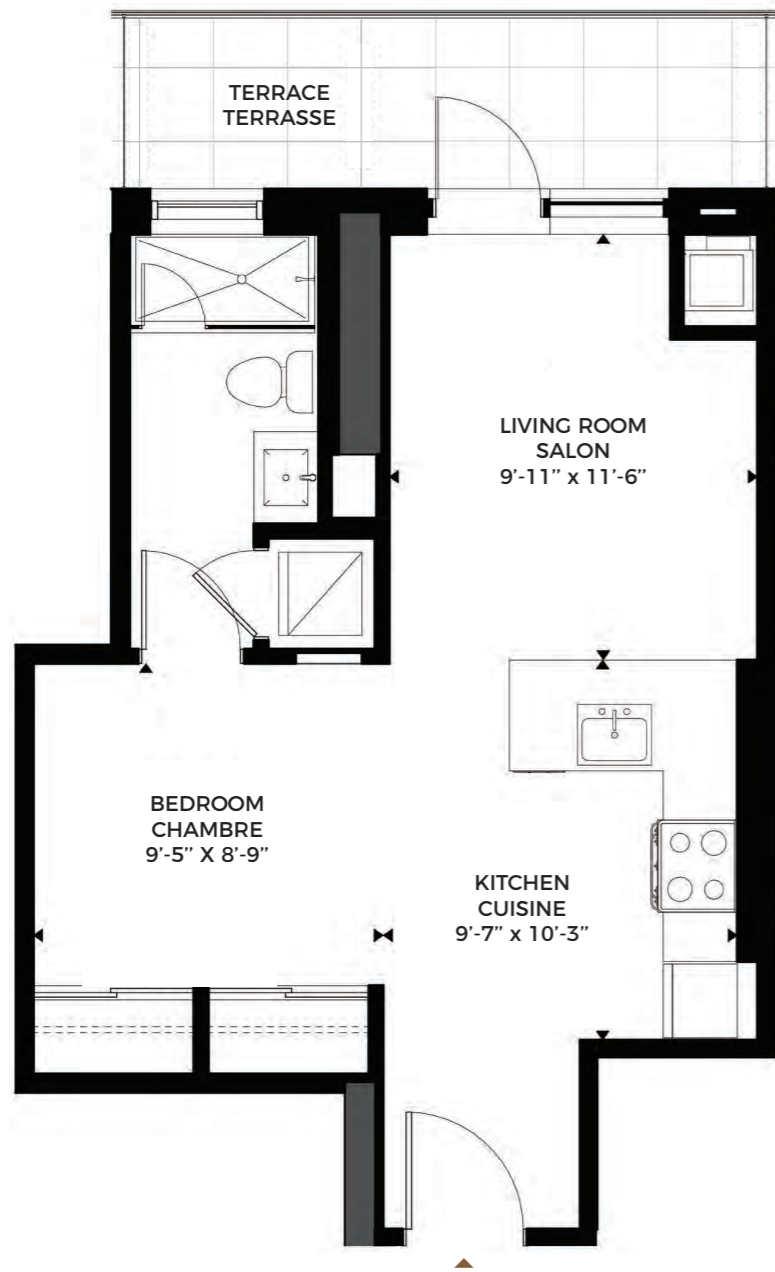 TERRACE
TERRASSE
LIVING ROOM
SALON
9’-11” x 11’-6”
BEDROOM
CHAMBRE
9’-5” X 8’-9”
KITCHEN
CUISINE
9’-7” x 10’-3”